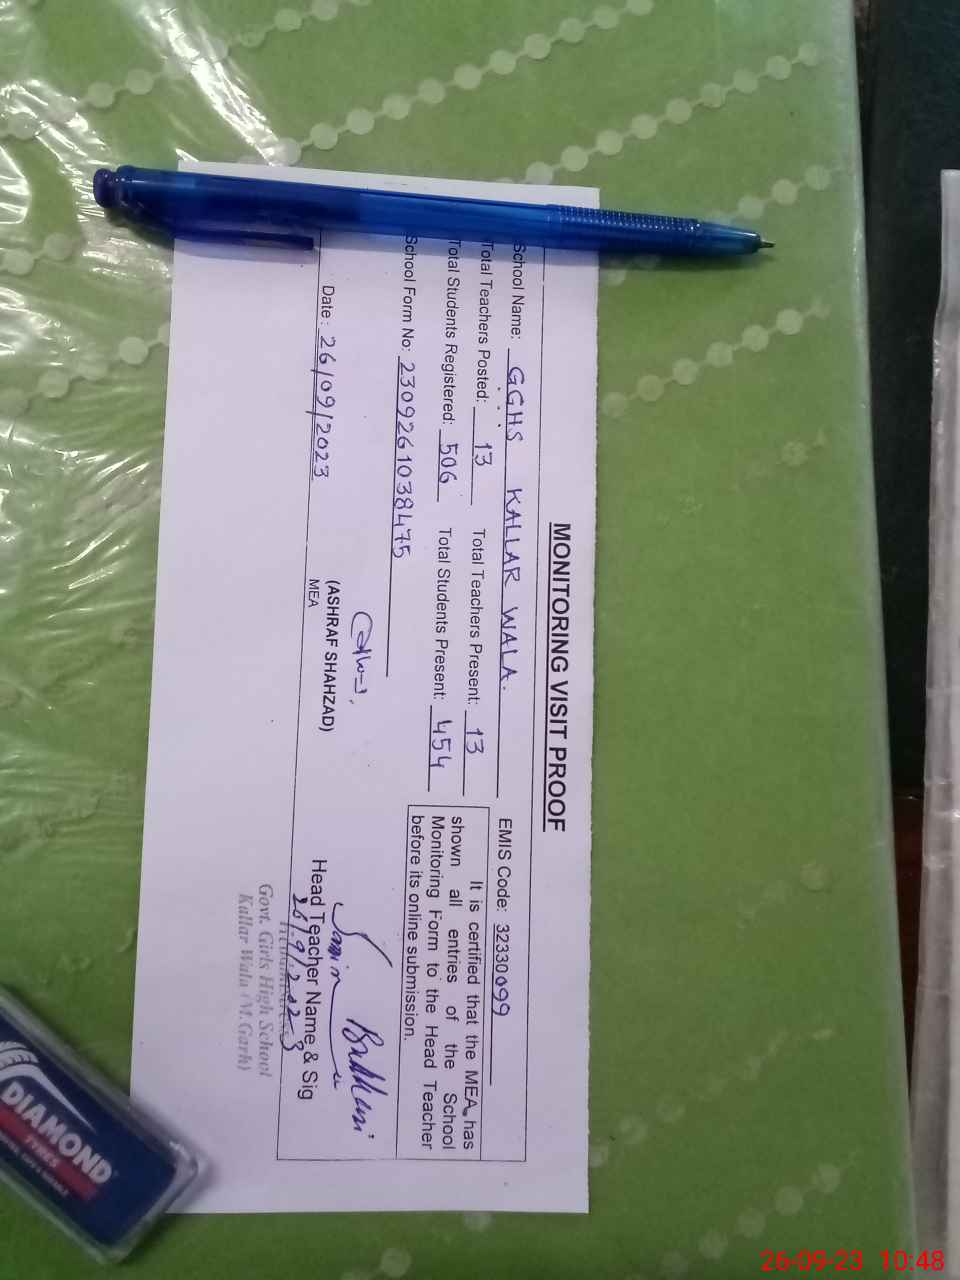 MONITORING VISIT PROOF
School Name: GGHS KALLAR WALA. EMIS Code: 32330099
Total Teachers Posted: 13 Total Teachers Present: 13
Total Students Registered: 506 Total Students Present: 454
It is certified that the MEA has
shown all entries of the School
Monitoring Form to the Head Teacher
before its online submission.
School Form No: 2309261038475
Date: 26/09/2023
(ASHRAF SHAHZAD)
MEA
Head Teacher Name & Sig
26/9/2023
Govt. Girls High School
Kallar Wala (M.Garh)
DIAMOND
TYRES
26-09-23 10:48